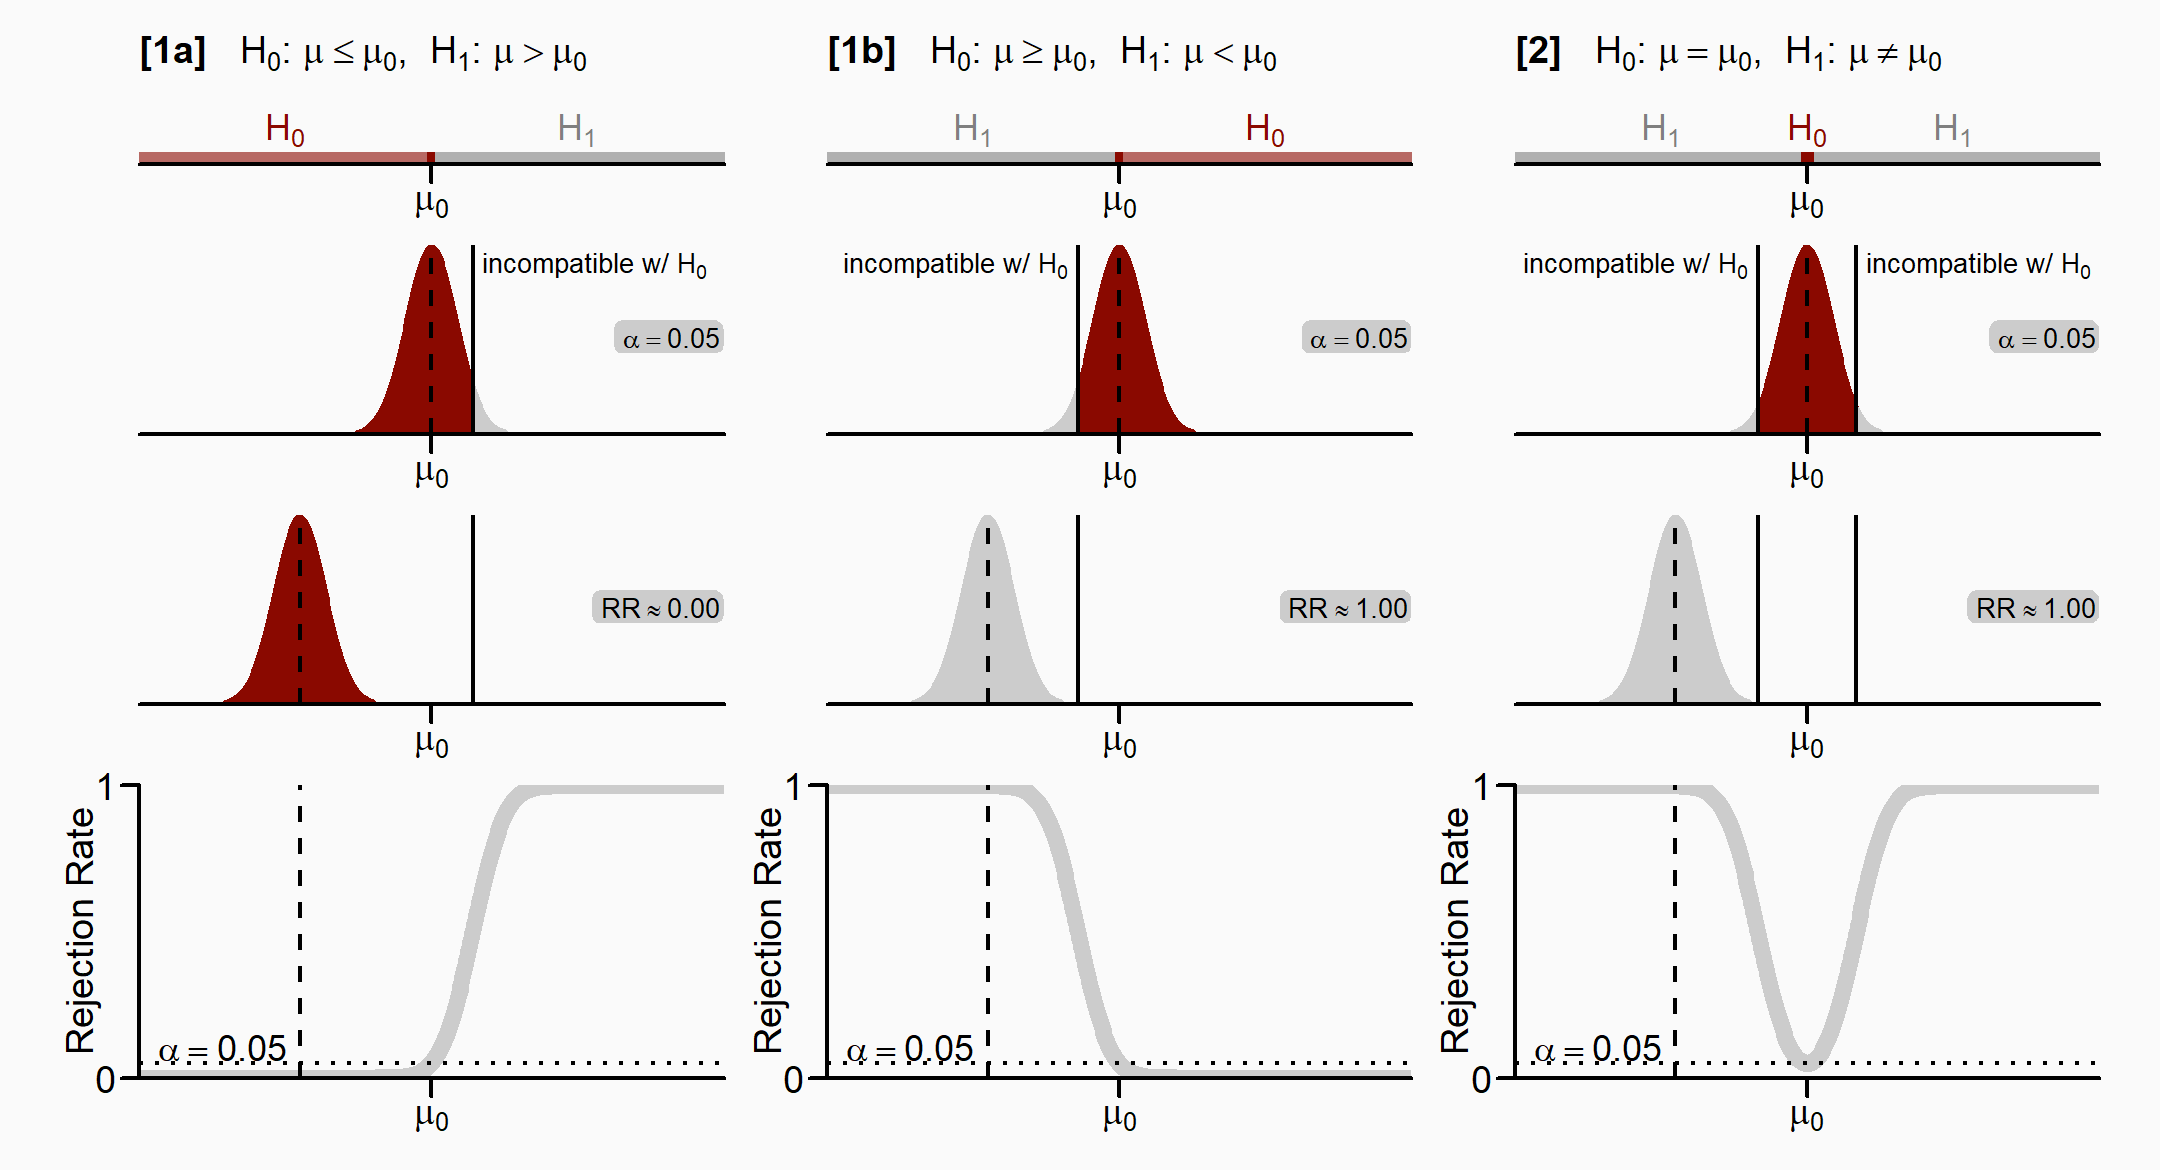 [1a] H₀: μ ≤ μ₀, H₁: μ > μ₀
H₀ H₁
μ₀
incompatible w/ H₀
α = 0.05
μ₀
RR ≈ 0.00
μ₀
1
Rejection Rate
α = 0.05
0
μ₀
[1b] H₀: μ ≥ μ₀, H₁: μ < μ₀
H₁ H₀
μ₀
incompatible w/ H₀
α = 0.05
μ₀
RR ≈ 1.00
μ₀
1
Rejection Rate
α = 0.05
0
μ₀
[2] H₀: μ = μ₀, H₁: μ ≠ μ₀
H₁ H₀ H₁
μ₀
incompatible w/ H₀ incompatible w/ H₀
α = 0.05
μ₀
RR ≈ 1.00
μ₀
1
Rejection Rate
α = 0.05
0
μ₀